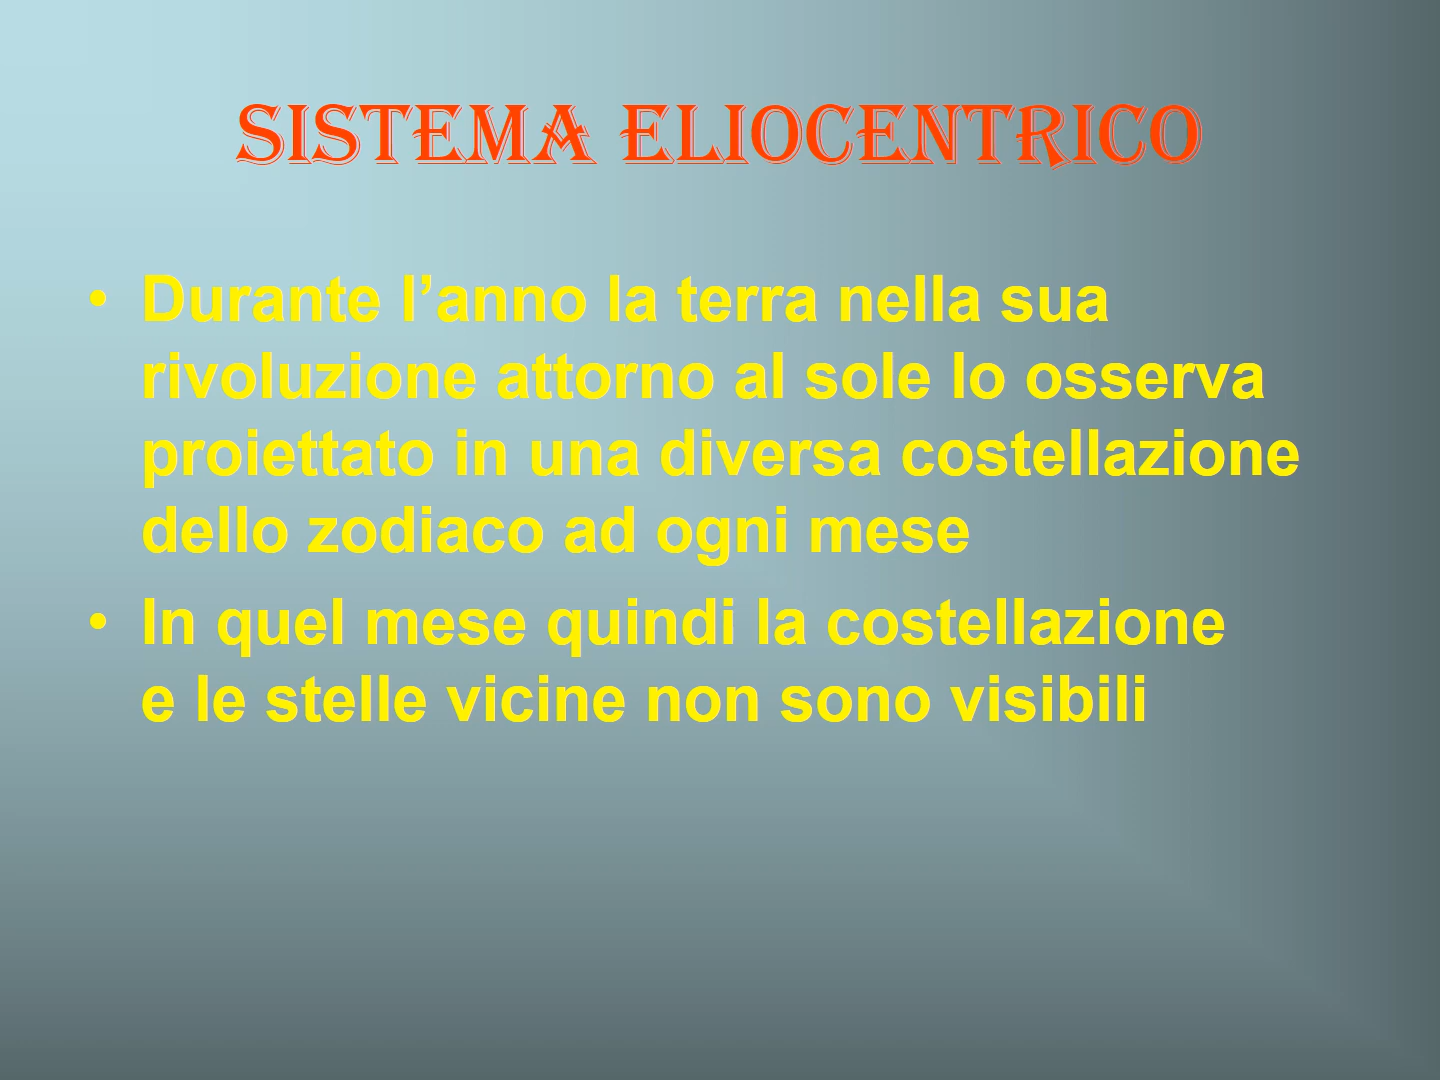 SISTEMA ELIOCENTRICO
• Durante l’anno la terra nella sua
rivoluzione attorno al sole lo osserva
proiettato in una diversa costellazione
dello zodiaco ad ogni mese
• In quel mese quindi la costellazione
e le stelle vicine non sono visibili